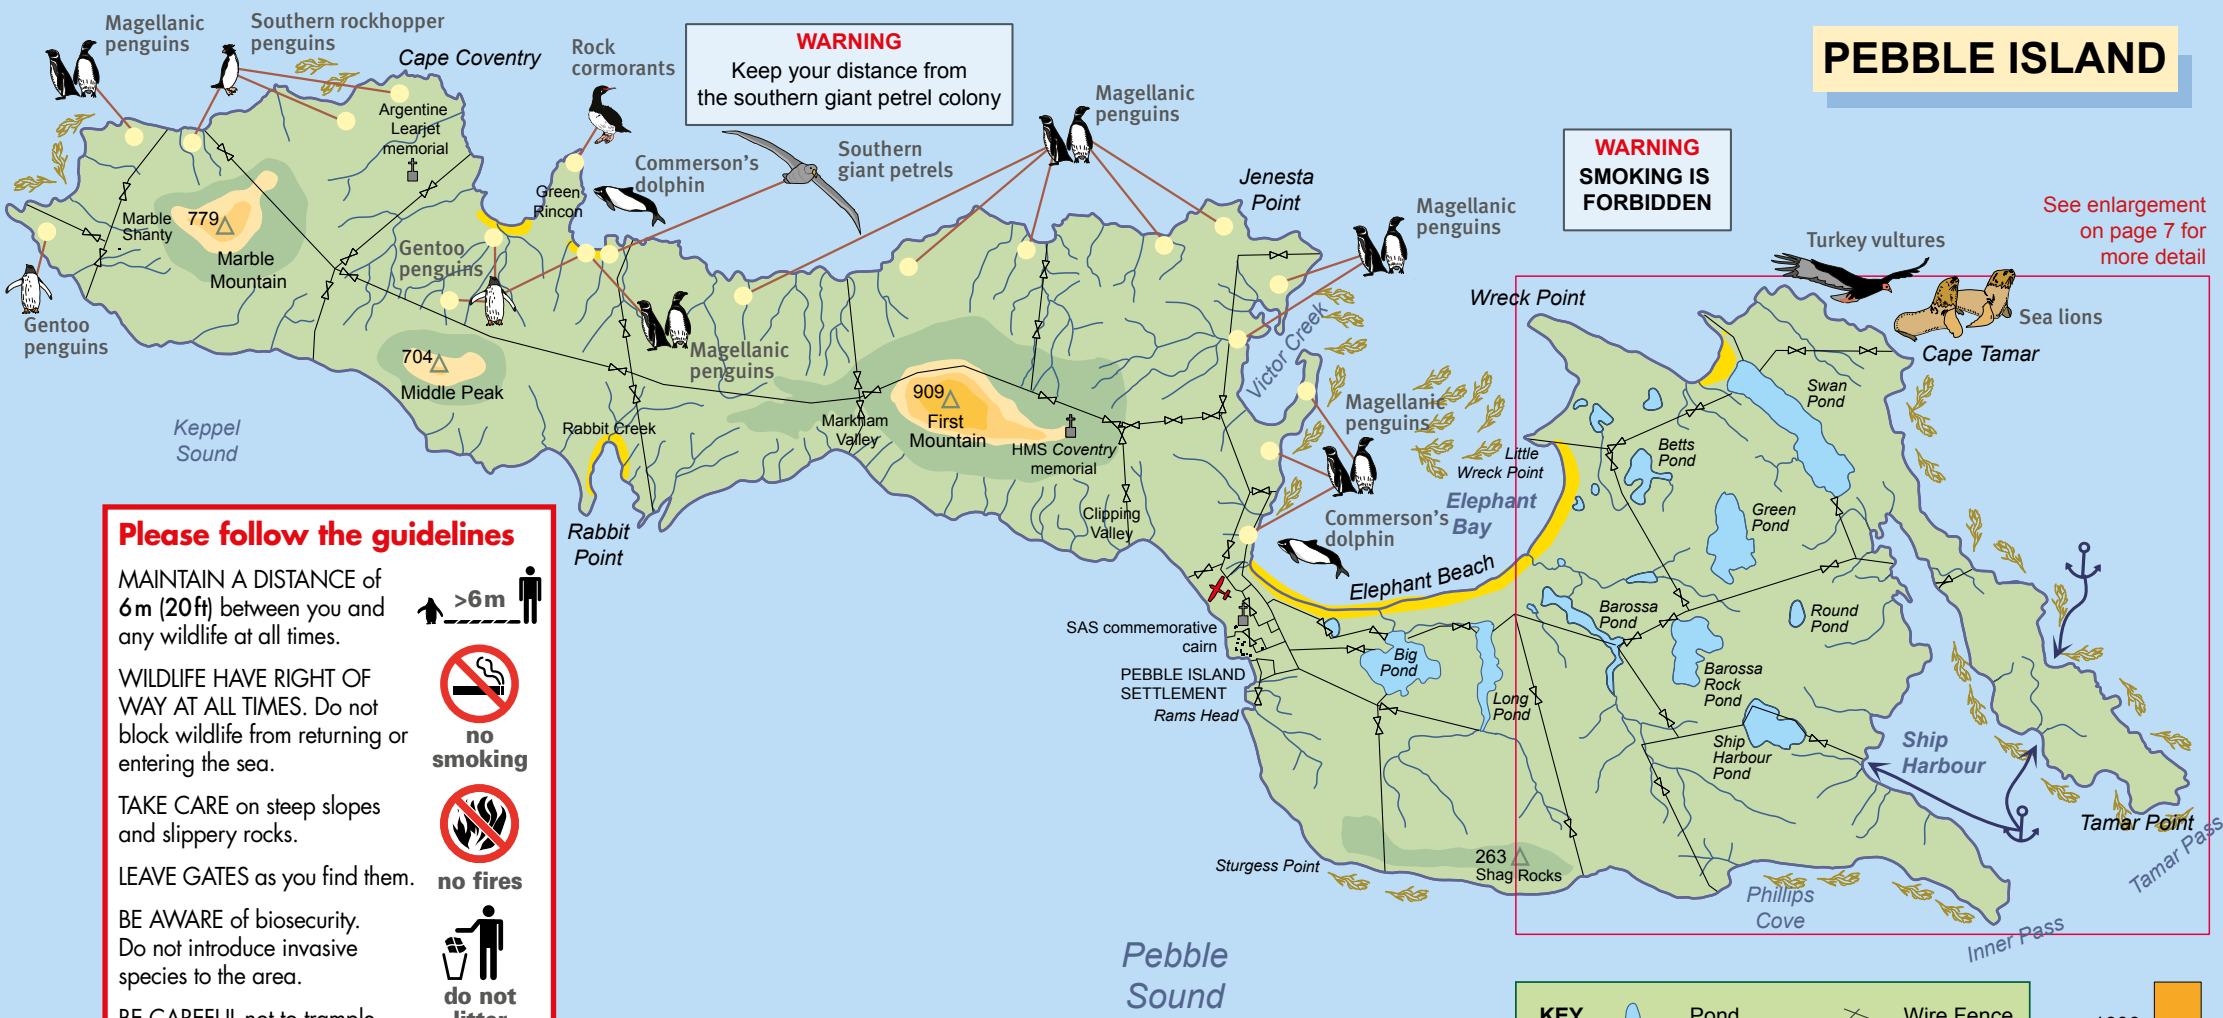 PEBBLE ISLAND
Magellanic
penguins
Southern rockhopper
penguins
Cape Coventry
Rock
cormorants
WARNING
Keep your distance from
the southern giant petrel colony
Magellanic
penguins
WARNING
SMOKING IS
FORBIDDEN
See enlargement
on page 7 for
more detail
Argentine
Learjet
memorial
Commerson's
dolphin
Southern
giant petrels
Jenesta
Point
Magellanic
penguins
Turkey vultures
Sea lions
Wreck Point
Cape Tamar
Green
Rincon
Marble
Shanty
779
Marble
Mountain
Gentoo
penguins
Gentoo
penguins
704
Middle Peak
Magellanic
penguins
Victor Creek
Magellanic
penguins
Keppel
Sound
Rabbit Creek
Markham
Valley
909
First
Mountain
HMS Coventry
memorial
Clipping
Valley
Rabbit
Point
Little
Wreck Point
Elephant
Bay
Commerson's
dolphin
Elephant Beach
Swan
Pond
Betts
Pond
Green
Pond
Barossa
Pond
Round
Pond
Barossa
Rock
Pond
Big
Pond
Long
Pond
Ship
Harbour
Pond
Ship
Harbour
SAS commemorative
cairn
PEBBLE ISLAND
SETTLEMENT
Rams Head
Sturgess Point
263
Shag Rocks
Phillips
Cove
Tamar Point
Tamar Pass
Inner Pass
Pebble
Sound
Please follow the guidelines
MAINTAIN A DISTANCE of
6m (20ft) between you and
any wildlife at all times.
>6m
WILDLIFE HAVE RIGHT OF
WAY AT ALL TIMES. Do not
block wildlife from returning or
entering the sea.
no
smoking
TAKE CARE on steep slopes
and slippery rocks.
LEAVE GATES as you find them.
no fires
BE AWARE of biosecurity.
Do not introduce invasive
species to the area.
do not
litter
BE CAREFUL not to trample
KEY
Pond
Wire Fence
1000